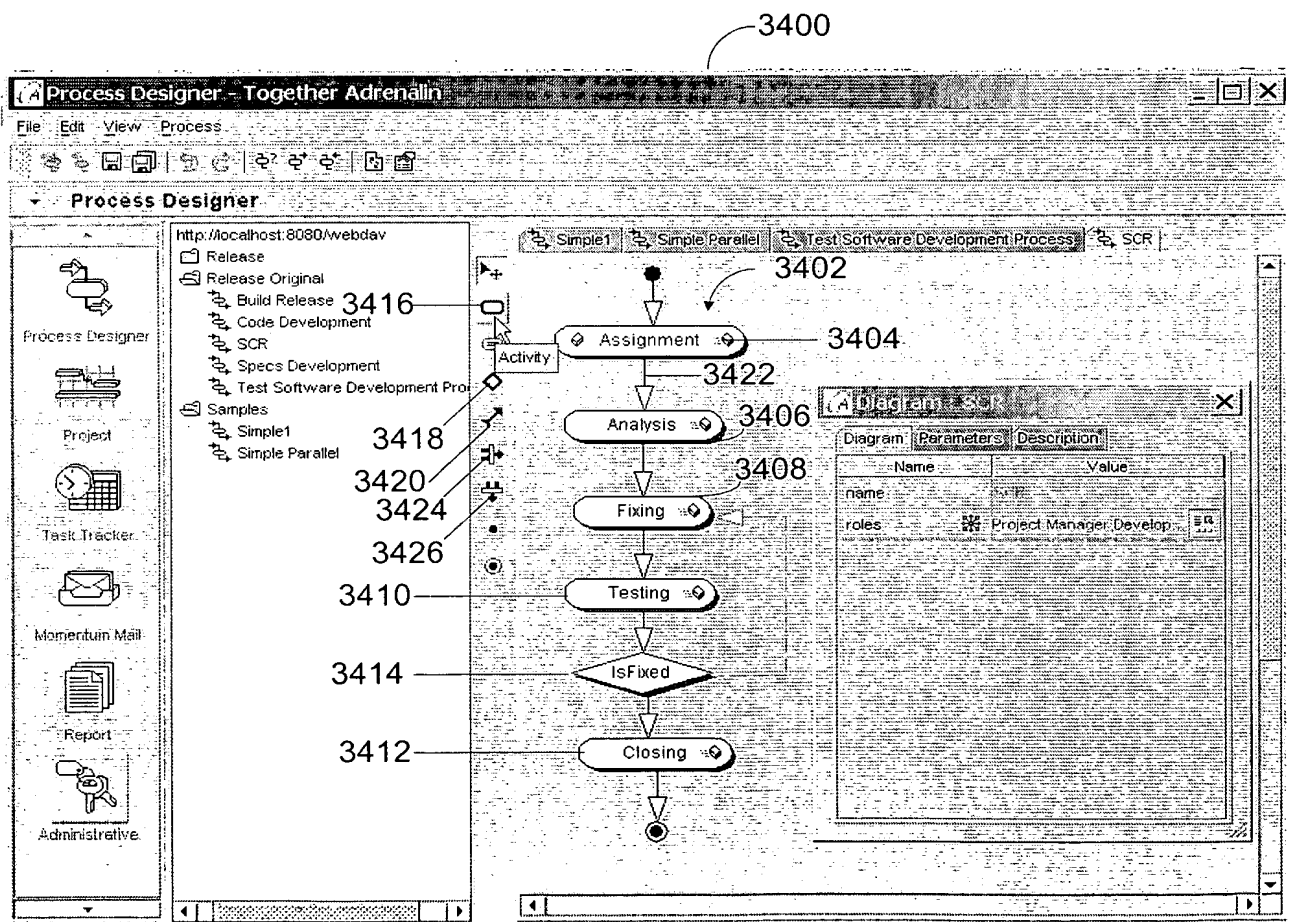 3400
Process Designer - Together Adrenalin
File Edit View Process
Process Designer
http://localhost:8080/webdav
Release
Release Original
Build Release
Code Development
SCR
Specs Development
Test Software Development Pro
Samples
Simple1
Simple Parallel
Process Designer
Project
Task Tracker
Momentum Mail
Report
Administrative
Simple1
Simple Parallel
Test Software Development Process
SCR
3402
3416
Activity
Assignment
3404
3422
3418
Analysis
3406
3420
3424
3408
Fixing
3426
3410
Testing
3414
IsFixed
3412
Closing
Diagram : SCR
Diagram Parameters Description
Name Value
name
roles Project Manager Develop...